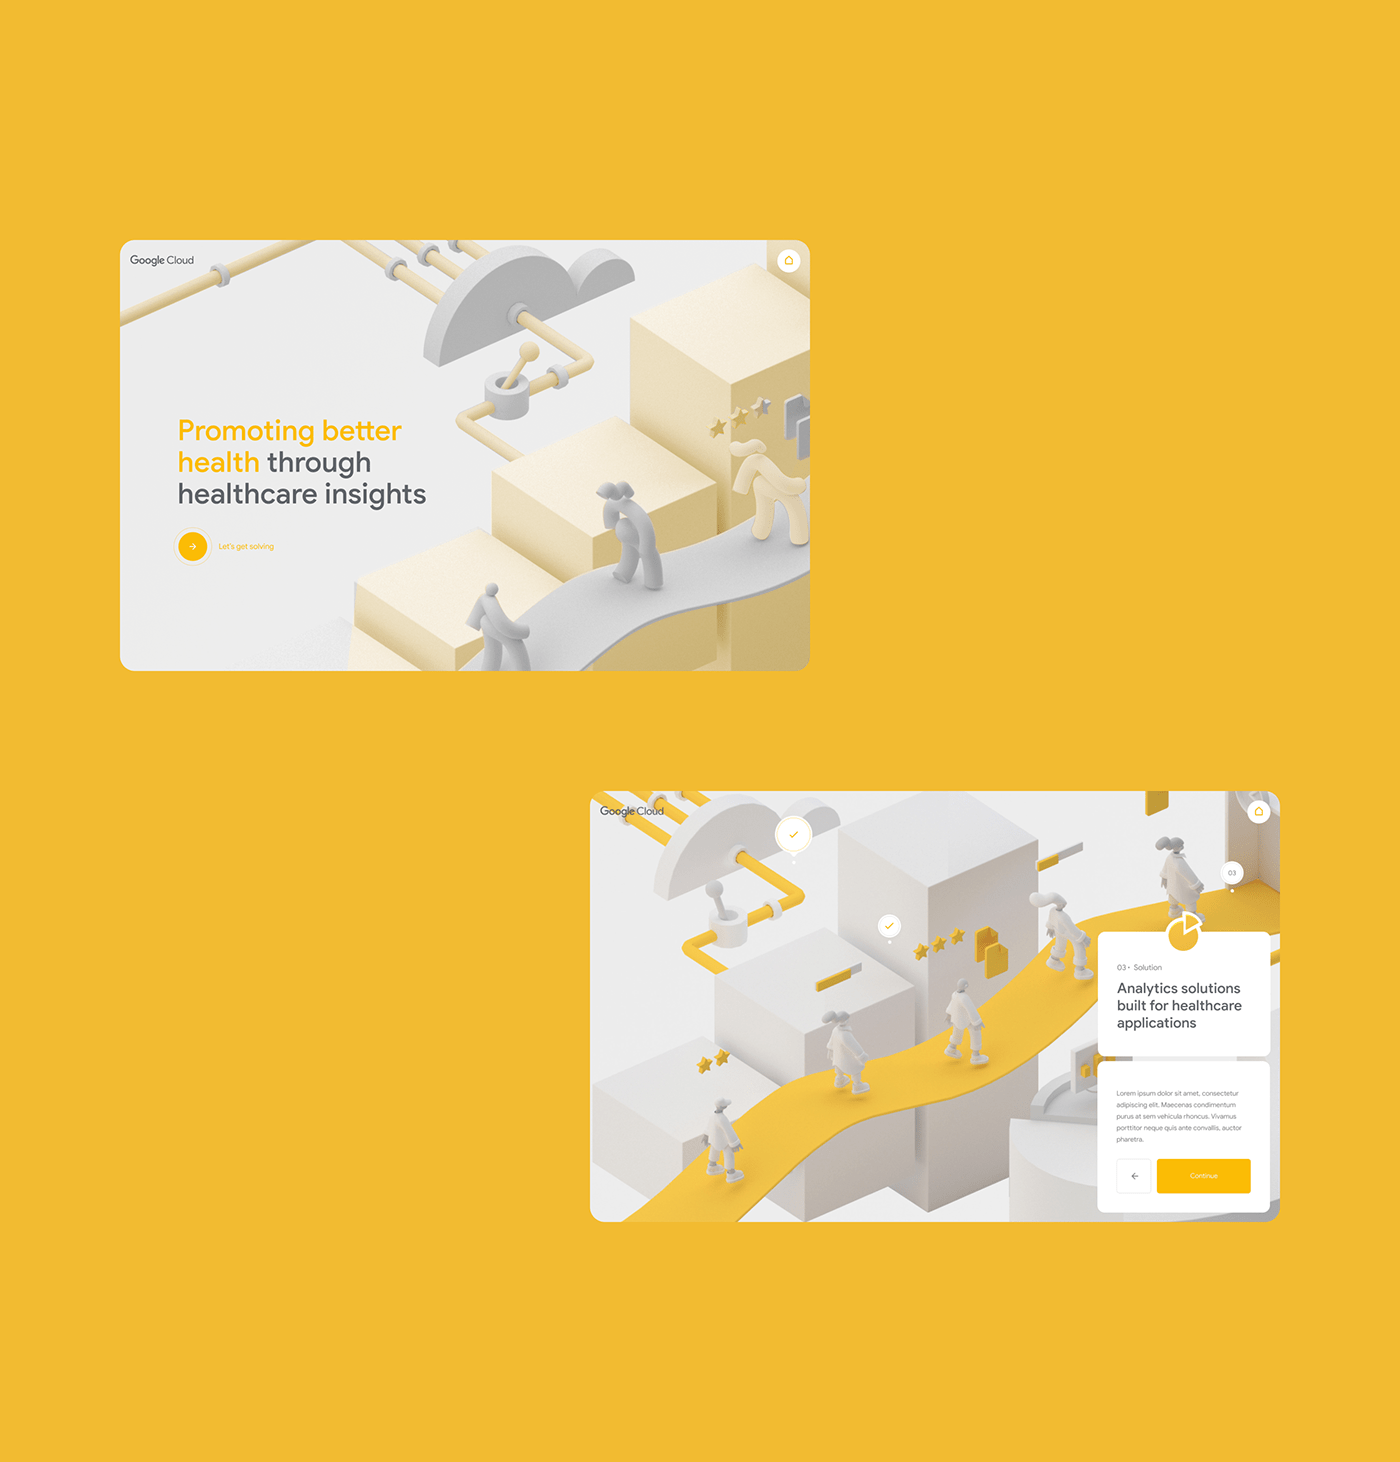 Google Cloud
Promoting better
health through
healthcare insights
Let's get solving
Google Cloud
03
03 • Solution
Analytics solutions
built for healthcare
applications
Lorem ipsum dolor sit amet, consectetur
adipiscing elit. Maecenas condimentum
purus at sem vehicula rhoncus. Vivamus
porttitor neque quis ante convallis, auctor
pharetra.
Continue